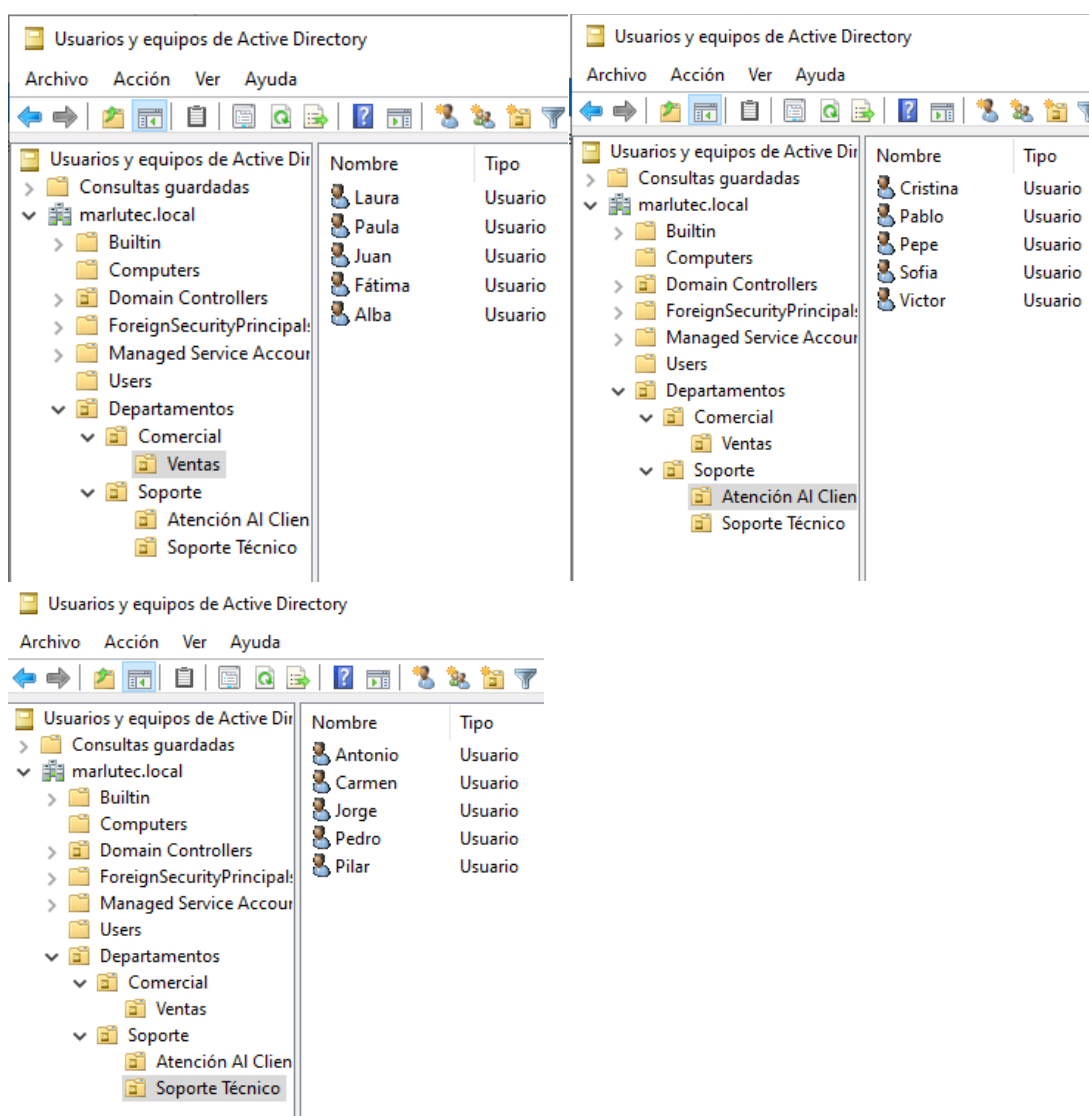 Usuarios y equipos de Active Directory
Archivo Acción Ver Ayuda
Usuarios y equipos de Active Dir
Consultas guardadas
marlutec.local
Builtin
Computers
Domain Controllers
ForeignSecurityPrincipals
Managed Service Accour
Users
Departamentos
Comercial
Ventas
Soporte
Atención Al Clien
Soporte Técnico
Nombre Tipo
Laura Usuario
Paula Usuario
Juan Usuario
Fátima Usuario
Alba Usuario
Usuarios y equipos de Active Directory
Archivo Acción Ver Ayuda
Usuarios y equipos de Active Dir
Consultas guardadas
marlutec.local
Builtin
Computers
Domain Controllers
ForeignSecurityPrincipals
Managed Service Accour
Users
Departamentos
Comercial
Ventas
Soporte
Atención Al Clien
Soporte Técnico
Nombre Tipo
Cristina Usuario
Pablo Usuario
Pepe Usuario
Sofia Usuario
Victor Usuario
Usuarios y equipos de Active Directory
Archivo Acción Ver Ayuda
Usuarios y equipos de Active Dir
Consultas guardadas
marlutec.local
Builtin
Computers
Domain Controllers
ForeignSecurityPrincipals
Managed Service Accour
Users
Departamentos
Comercial
Ventas
Soporte
Atención Al Clien
Soporte Técnico
Nombre Tipo
Antonio Usuario
Carmen Usuario
Jorge Usuario
Pedro Usuario
Pilar Usuario